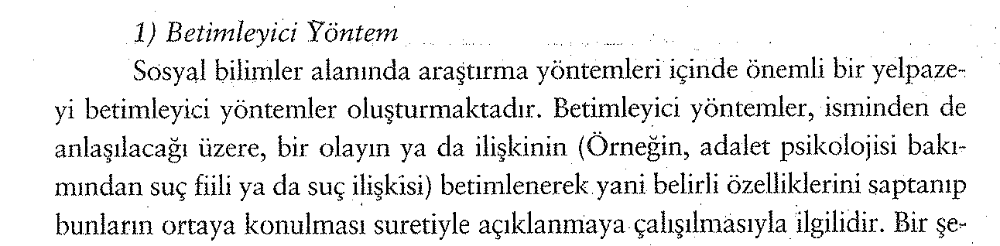 1) Betimleyici Yöntem
Sosyal bilimler alanında araştırma yöntemleri içinde önemli bir yelpaze-
yi betimleyici yöntemler oluşturmaktadır. Betimleyici yöntemler, isminden de
anlaşılacağı üzere, bir olayın ya da ilişkinin (Örneğin, adalet psikolojisi bakı-
mından suç fiili ya da suç ilişkisi) betimlenerek yani belirli özelliklerini saptanıp
bunların ortaya konulması suretiyle açıklanmaya çalışılmasıyla ilgilidir. Bir şe-